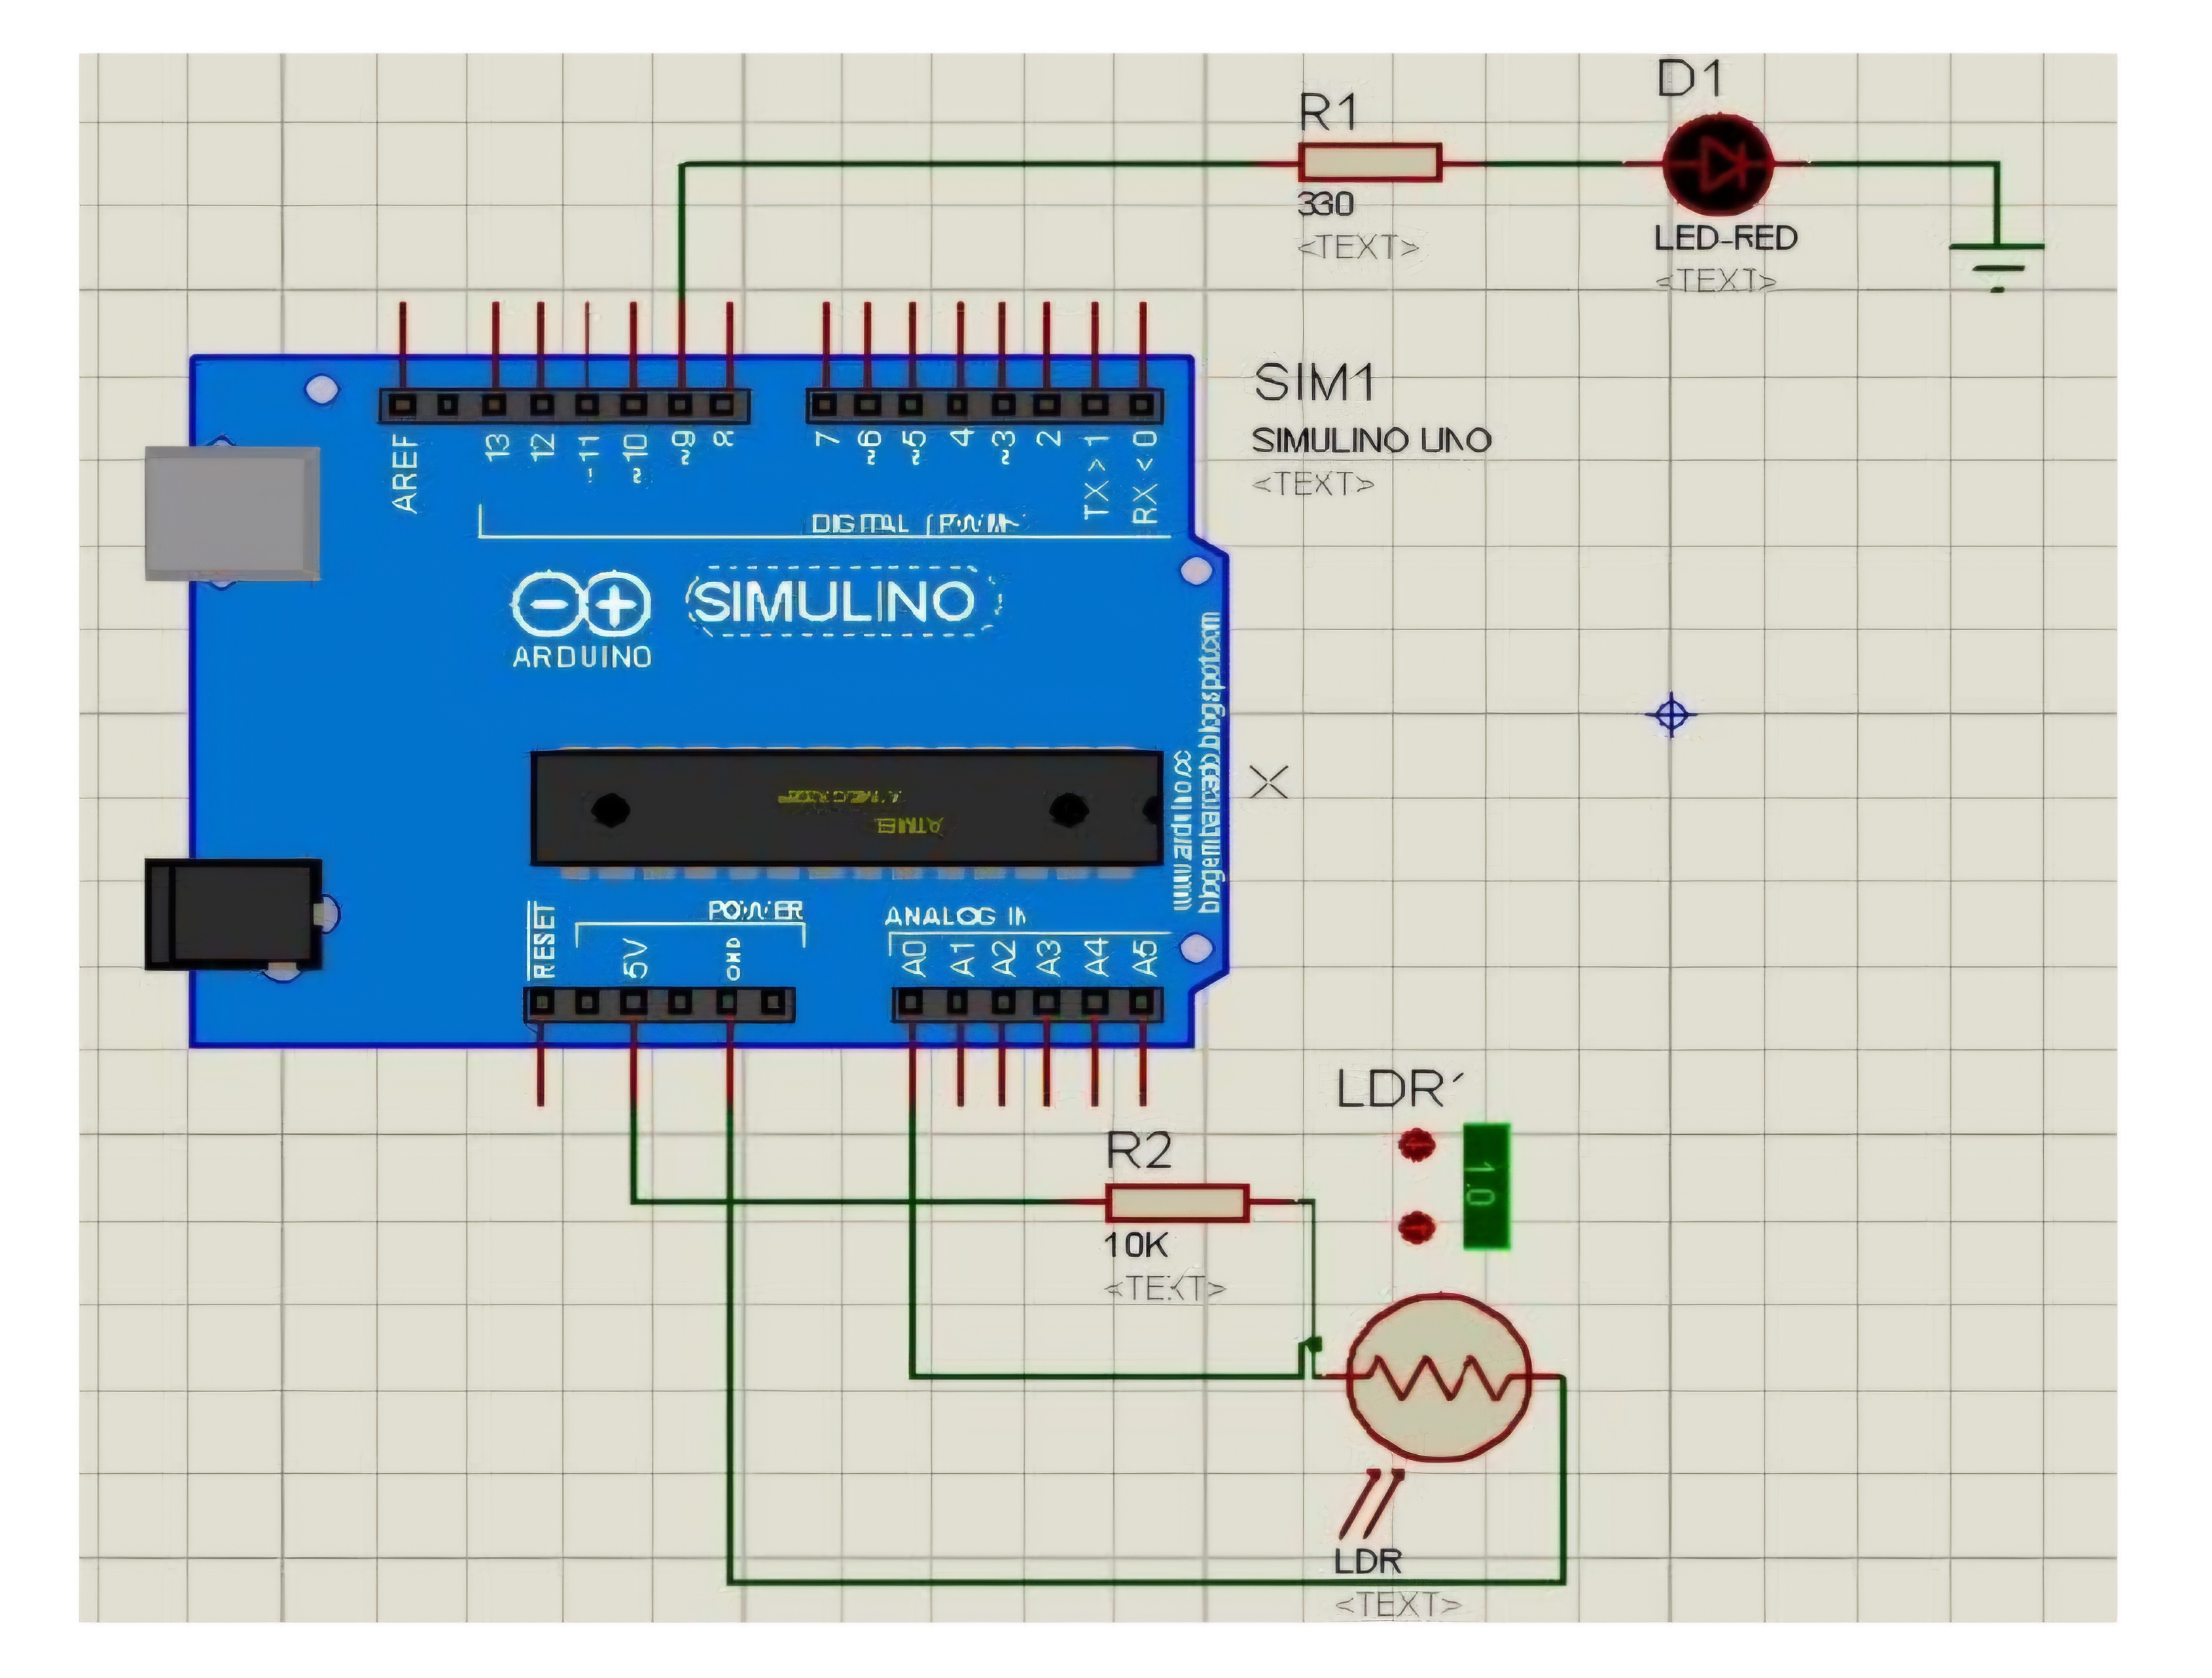 D1
R1
330
<TEXT>
LED-RED
<TEXT>
SIM1
SIMULINO UNO
<TEXT>
AREF
13
12
~11
~10
~9
8
7
~6
~5
4
~3
2
TX > 1
RX < 0
DIGITAL (PWM~
SIMULINO
ARDUINO
www.arduino.cc
blogembarcado.blogspot.com
ATMEL
RESET
POWER
5V
GND
ANALOG IN
A0
A1
A2
A3
A4
A5
LDR
1.0
R2
10K
<TEXT>
LDR
<TEXT>